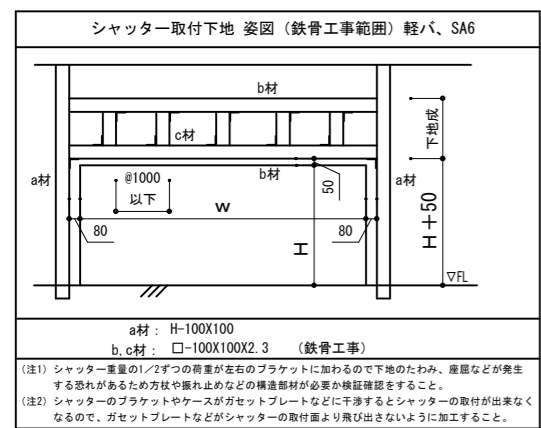 シャッター取付下地 姿図（鉄骨工事範囲）軽バ、SA6
b材
c材
下地成
a材
@1000
以下
b材
50
a材
W
80
80
H
H＋50
▽FL
a材： H-100X100
b,c材： □-100X100X2.3 （鉄骨工事）
（注1）シャッター重量の1／2ずつの荷重が左右のブラケットに加わるので下地のたわみ、座屈などが発生
する恐れがあるため方杖や振れ止めなどの構造部材が必要か検証確認をすること。
（注2）シャッターのブラケットやケースがガセットプレートなどに干渉するとシャッターの取付が出来なく
なるので、ガセットプレートなどがシャッターの取付面より飛び出さないように加工すること。